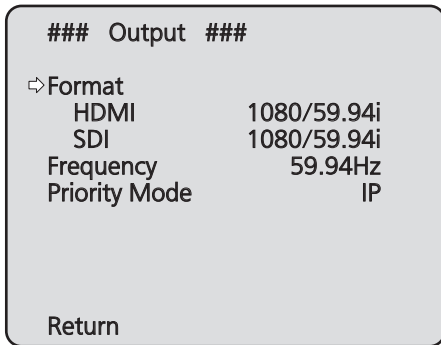 ### Output ###
⇨Format
HDMI 1080/59.94i
SDI 1080/59.94i
Frequency 59.94Hz
Priority Mode IP
Return